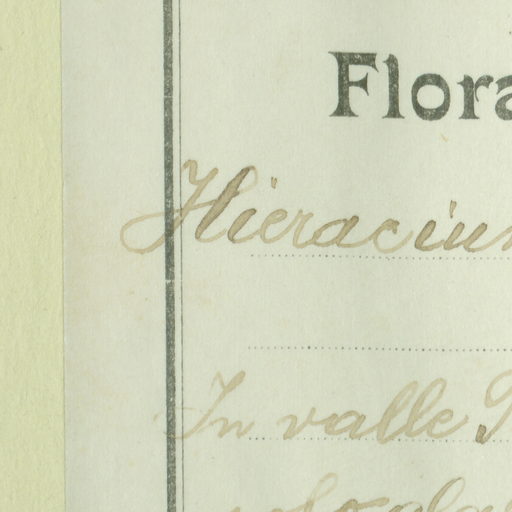 Flora
Hieracium
In valle